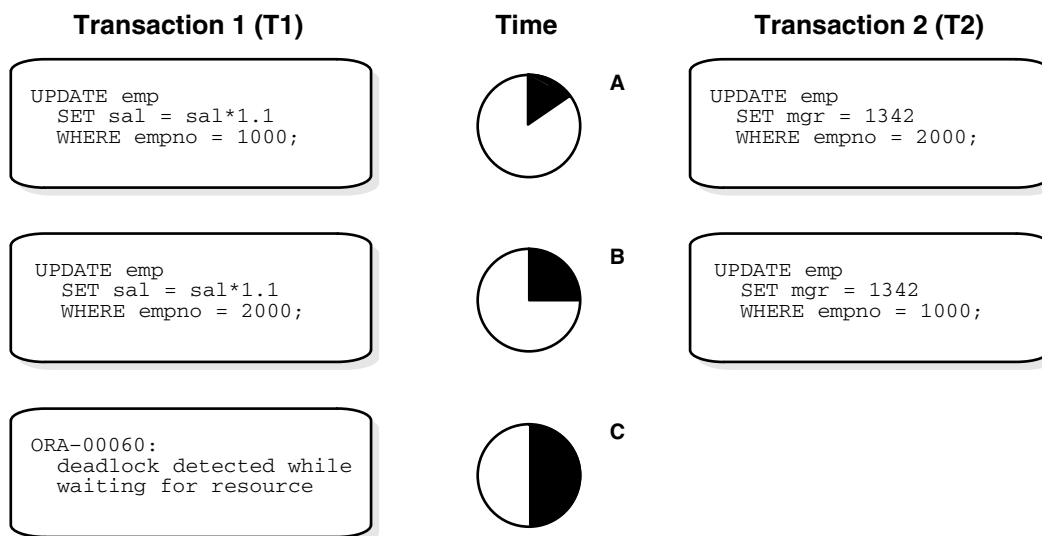 Transaction 1 (T1)
Time
Transaction 2 (T2)
UPDATE emp
SET sal = sal*1.1
WHERE empno = 1000;
A
UPDATE emp
SET mgr = 1342
WHERE empno = 2000;
UPDATE emp
SET sal = sal*1.1
WHERE empno = 2000;
B
UPDATE emp
SET mgr = 1342
WHERE empno = 1000;
ORA−00060:
deadlock detected while
waiting for resource
C